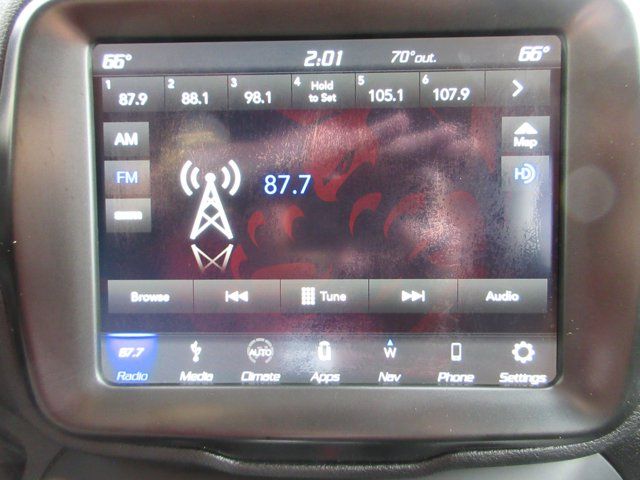 66° 2:01 70° out. 66°
1 2 3 4 Hold 5 6
87.9 88.1 98.1 to Set 105.1 107.9
AM
Map
FM 87.7 HD
Browse Tune Audio
87.7 AUTO W
Radio Media Climate Apps Nav Phone Settings